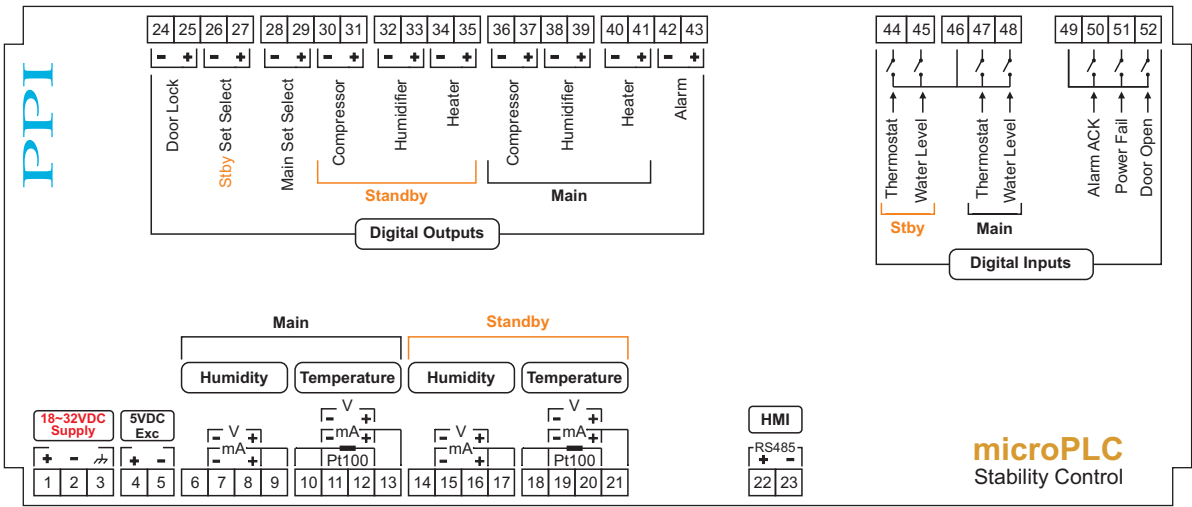 24 25 26 27 28 29 30 31 32 33 34 35 36 37 38 39 40 41 42 43
- + - + - + - + - + - + - + - + - + - +
44 45 46 47 48 49 50 51 52
PPI
Door Lock
Stby Set Select
Main Set Select
Compressor
Humidifier
Heater
Compressor
Humidifier
Heater
Alarm
Standby
Main
Digital Outputs
Thermostat
Water Level
Thermostat
Water Level
Alarm ACK
Power Fail
Door Open
Stby
Main
Digital Inputs
Main
Standby
Humidity
Temperature
Humidity
Temperature
18~32VDC
Supply
+ -
5VDC
Exc
+ -
V
- +
mA
- +
V
- +
mA
- +
Pt100
V
- +
mA
- +
V
- +
mA
- +
Pt100
HMI
RS485
+ -
1 2 3 4 5 6 7 8 9 10 11 12 13 14 15 16 17 18 19 20 21 22 23
microPLC
Stability Control